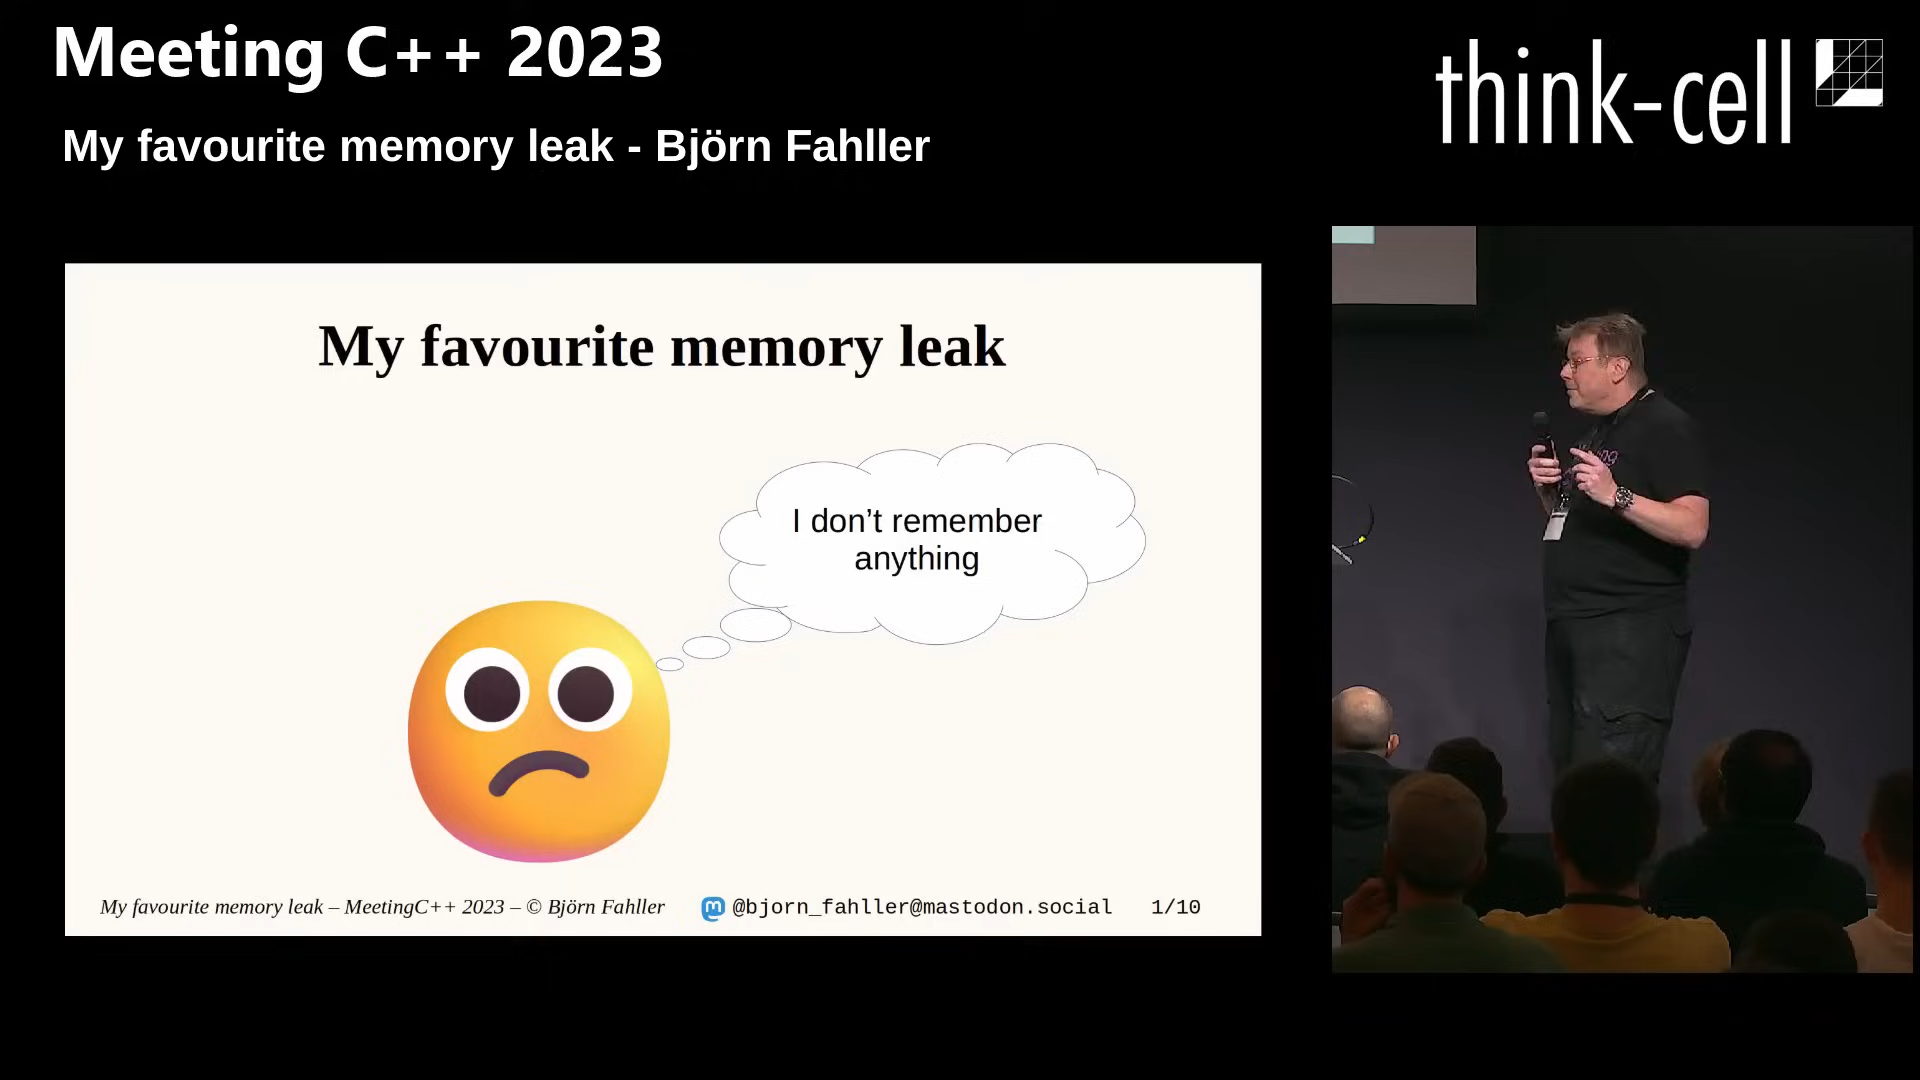 Meeting C++ 2023
My favourite memory leak - Björn Fahller
think-cell
My favourite memory leak
I don’t remember
anything
My favourite memory leak – MeetingC++ 2023 – © Björn Fahller
@bjorn_fahller@mastodon.social
1/10